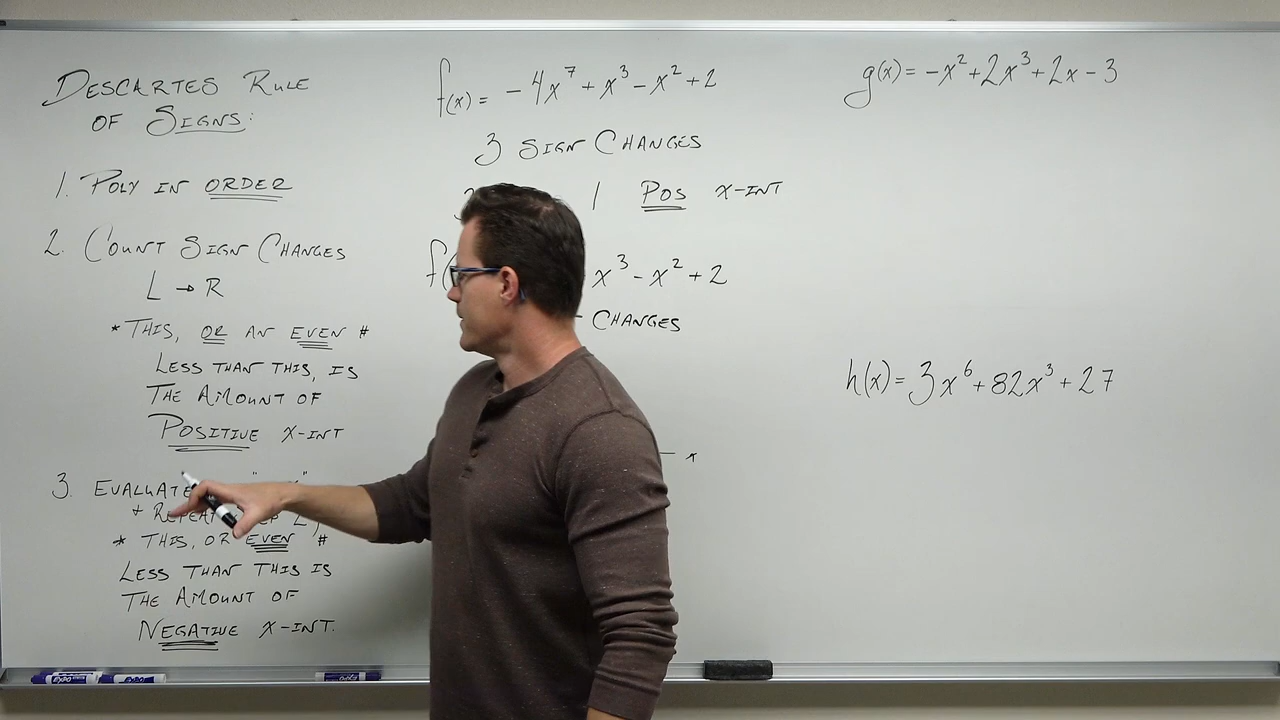 DESCARTES RULE
OF SIGNS:
1. POLY IN ORDER
2. COUNT SIGN CHANGES
L → R
* THIS, OR AN EVEN #
LESS THAN THIS, IS
THE AMOUNT OF
POSITIVE X-INT
3. EVALUATE
+ REPEAT
* THIS, OR EVEN #
LESS THAN THIS IS
THE AMOUNT OF
NEGATIVE X-INT.
f(x) = -4x⁷ + x³ - x² + 2
3 SIGN CHANGES
1 POS X-INT
x³ - x² + 2
CHANGES
x
g(x) = -x² + 2x³ + 2x - 3
h(x) = 3x⁶ + 82x³ + 27
EXPO